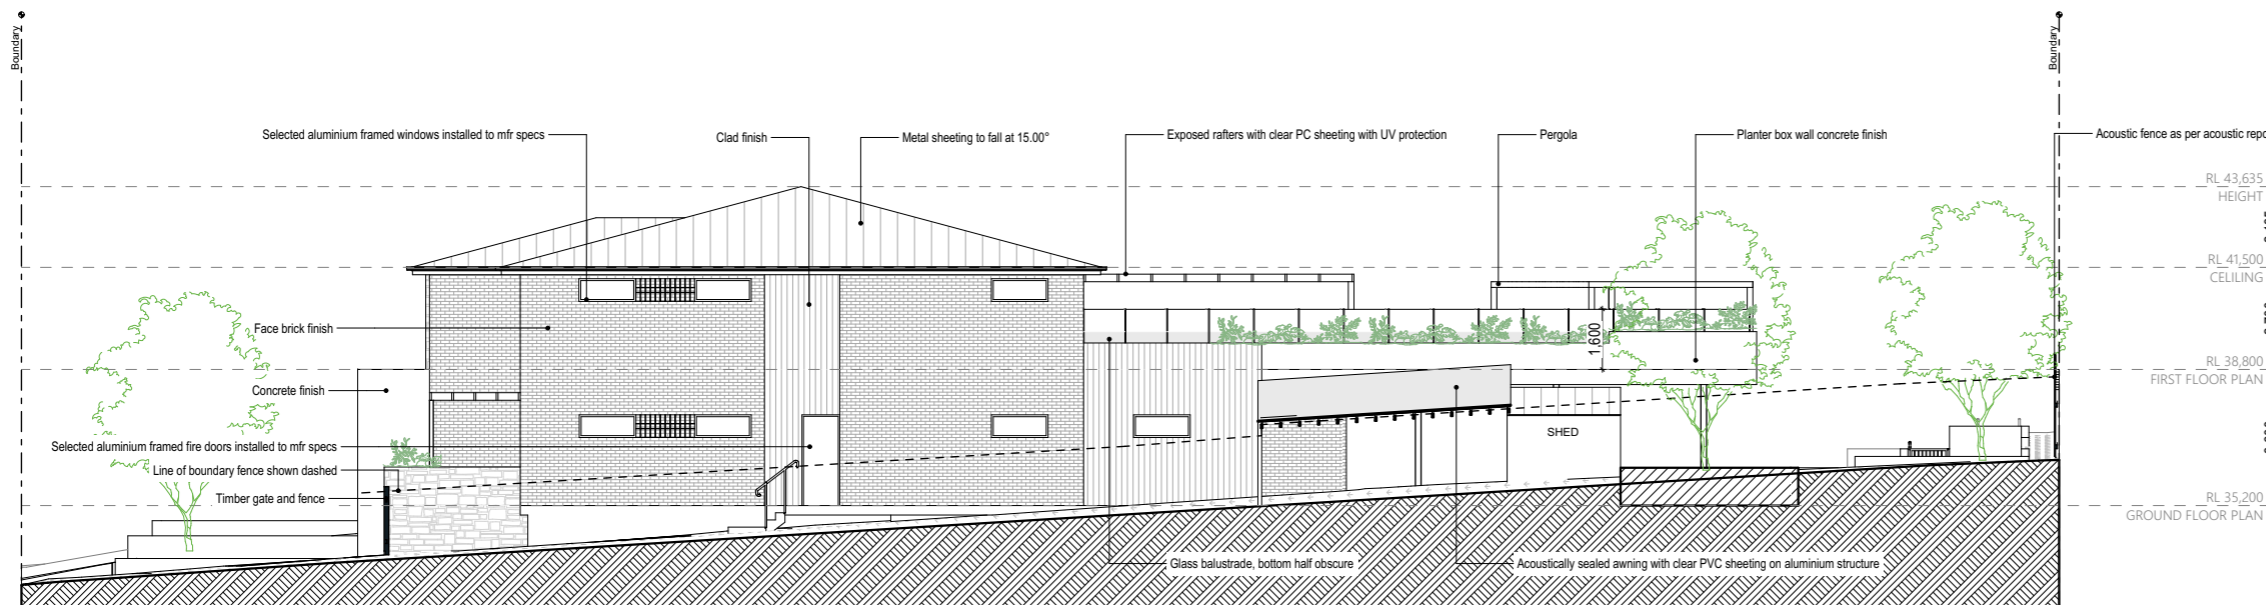 Boundary
Boundary
Selected aluminium framed windows installed to mfr specs
Clad finish
Metal sheeting to fall at 15.00°
Exposed rafters with clear PC sheeting with UV protection
Pergola
Planter box wall concrete finish
Acoustic fence as per acoustic repo
RL 43,635
HEIGHT
RL 41,500
CELILING
Face brick finish
1,600
RL 38,800
FIRST FLOOR PLAN
Concrete finish
SHED
Selected aluminium framed fire doors installed to mfr specs
Line of boundary fence shown dashed
Timber gate and fence
RL 35,200
GROUND FLOOR PLAN
Glass balustrade, bottom half obscure
Acoustically sealed awning with clear PVC sheeting on aluminium structure